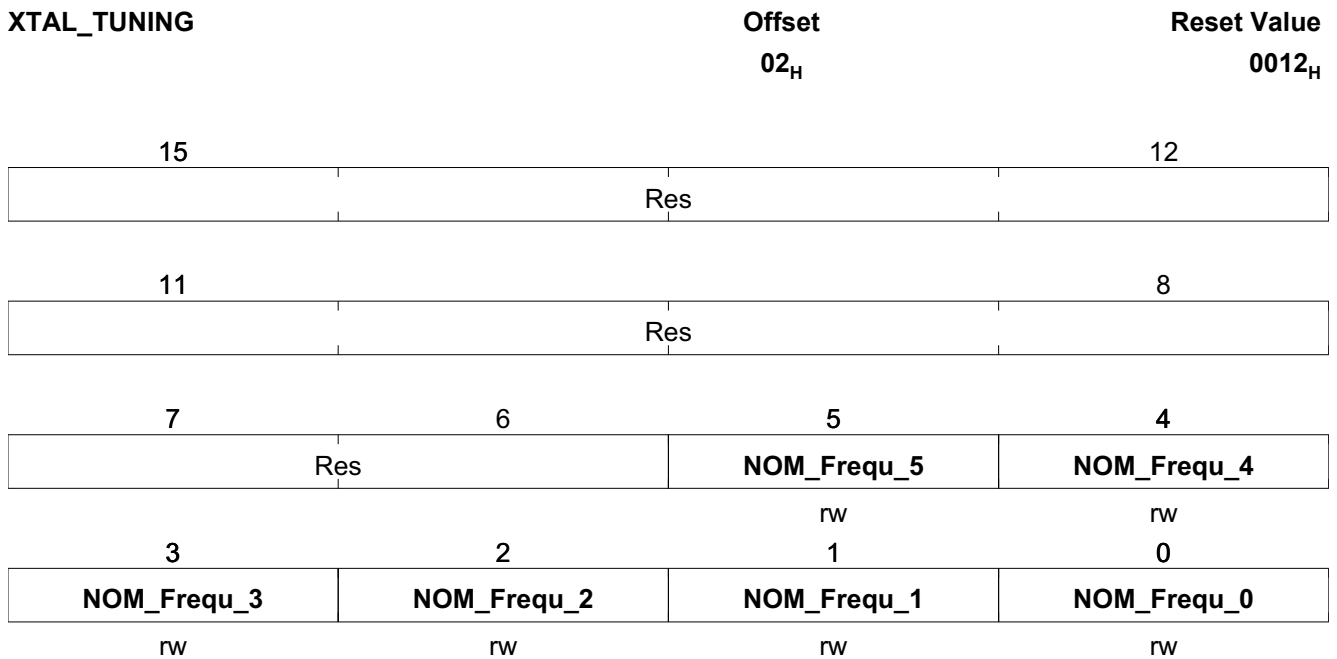 XTAL_TUNING Offset Reset Value
02H 0012H
15 12
Res
11 8
Res
7 6 5 4
Res NOM_Frequ_5 NOM_Frequ_4
rw rw
3 2 1 0
NOM_Frequ_3 NOM_Frequ_2 NOM_Frequ_1 NOM_Frequ_0
rw rw rw rw